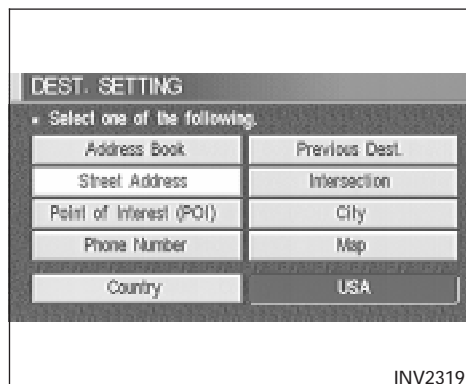 DEST. SETTING
Select one of the following.
Address Book Previous Dest.
Street Address Intersection
Point of Interest (POI) City
Phone Number Map
Country USA
INV2319